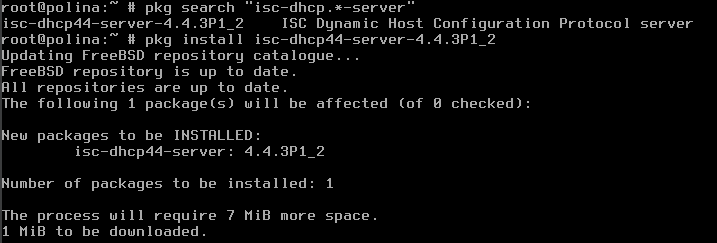 root@polina:~ # pkg search "isc-dhcp.*-server"
isc-dhcp44-server-4.4.3P1_2    ISC Dynamic Host Configuration Protocol server
root@polina:~ # pkg install isc-dhcp44-server-4.4.3P1_2
Updating FreeBSD repository catalogue...
FreeBSD repository is up to date.
All repositories are up to date.
The following 1 package(s) will be affected (of 0 checked):
New packages to be INSTALLED:
        isc-dhcp44-server: 4.4.3P1_2
Number of packages to be installed: 1
The process will require 7 MiB more space.
1 MiB to be downloaded.